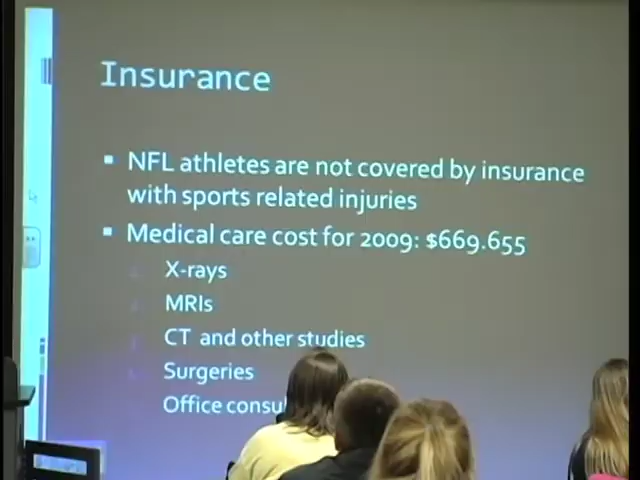 Insurance
NFL athletes are not covered by insurance
with sports related injuries
Medical care cost for 2009: $669.655
X-rays
MRIs
CT and other studies
Surgeries
Office